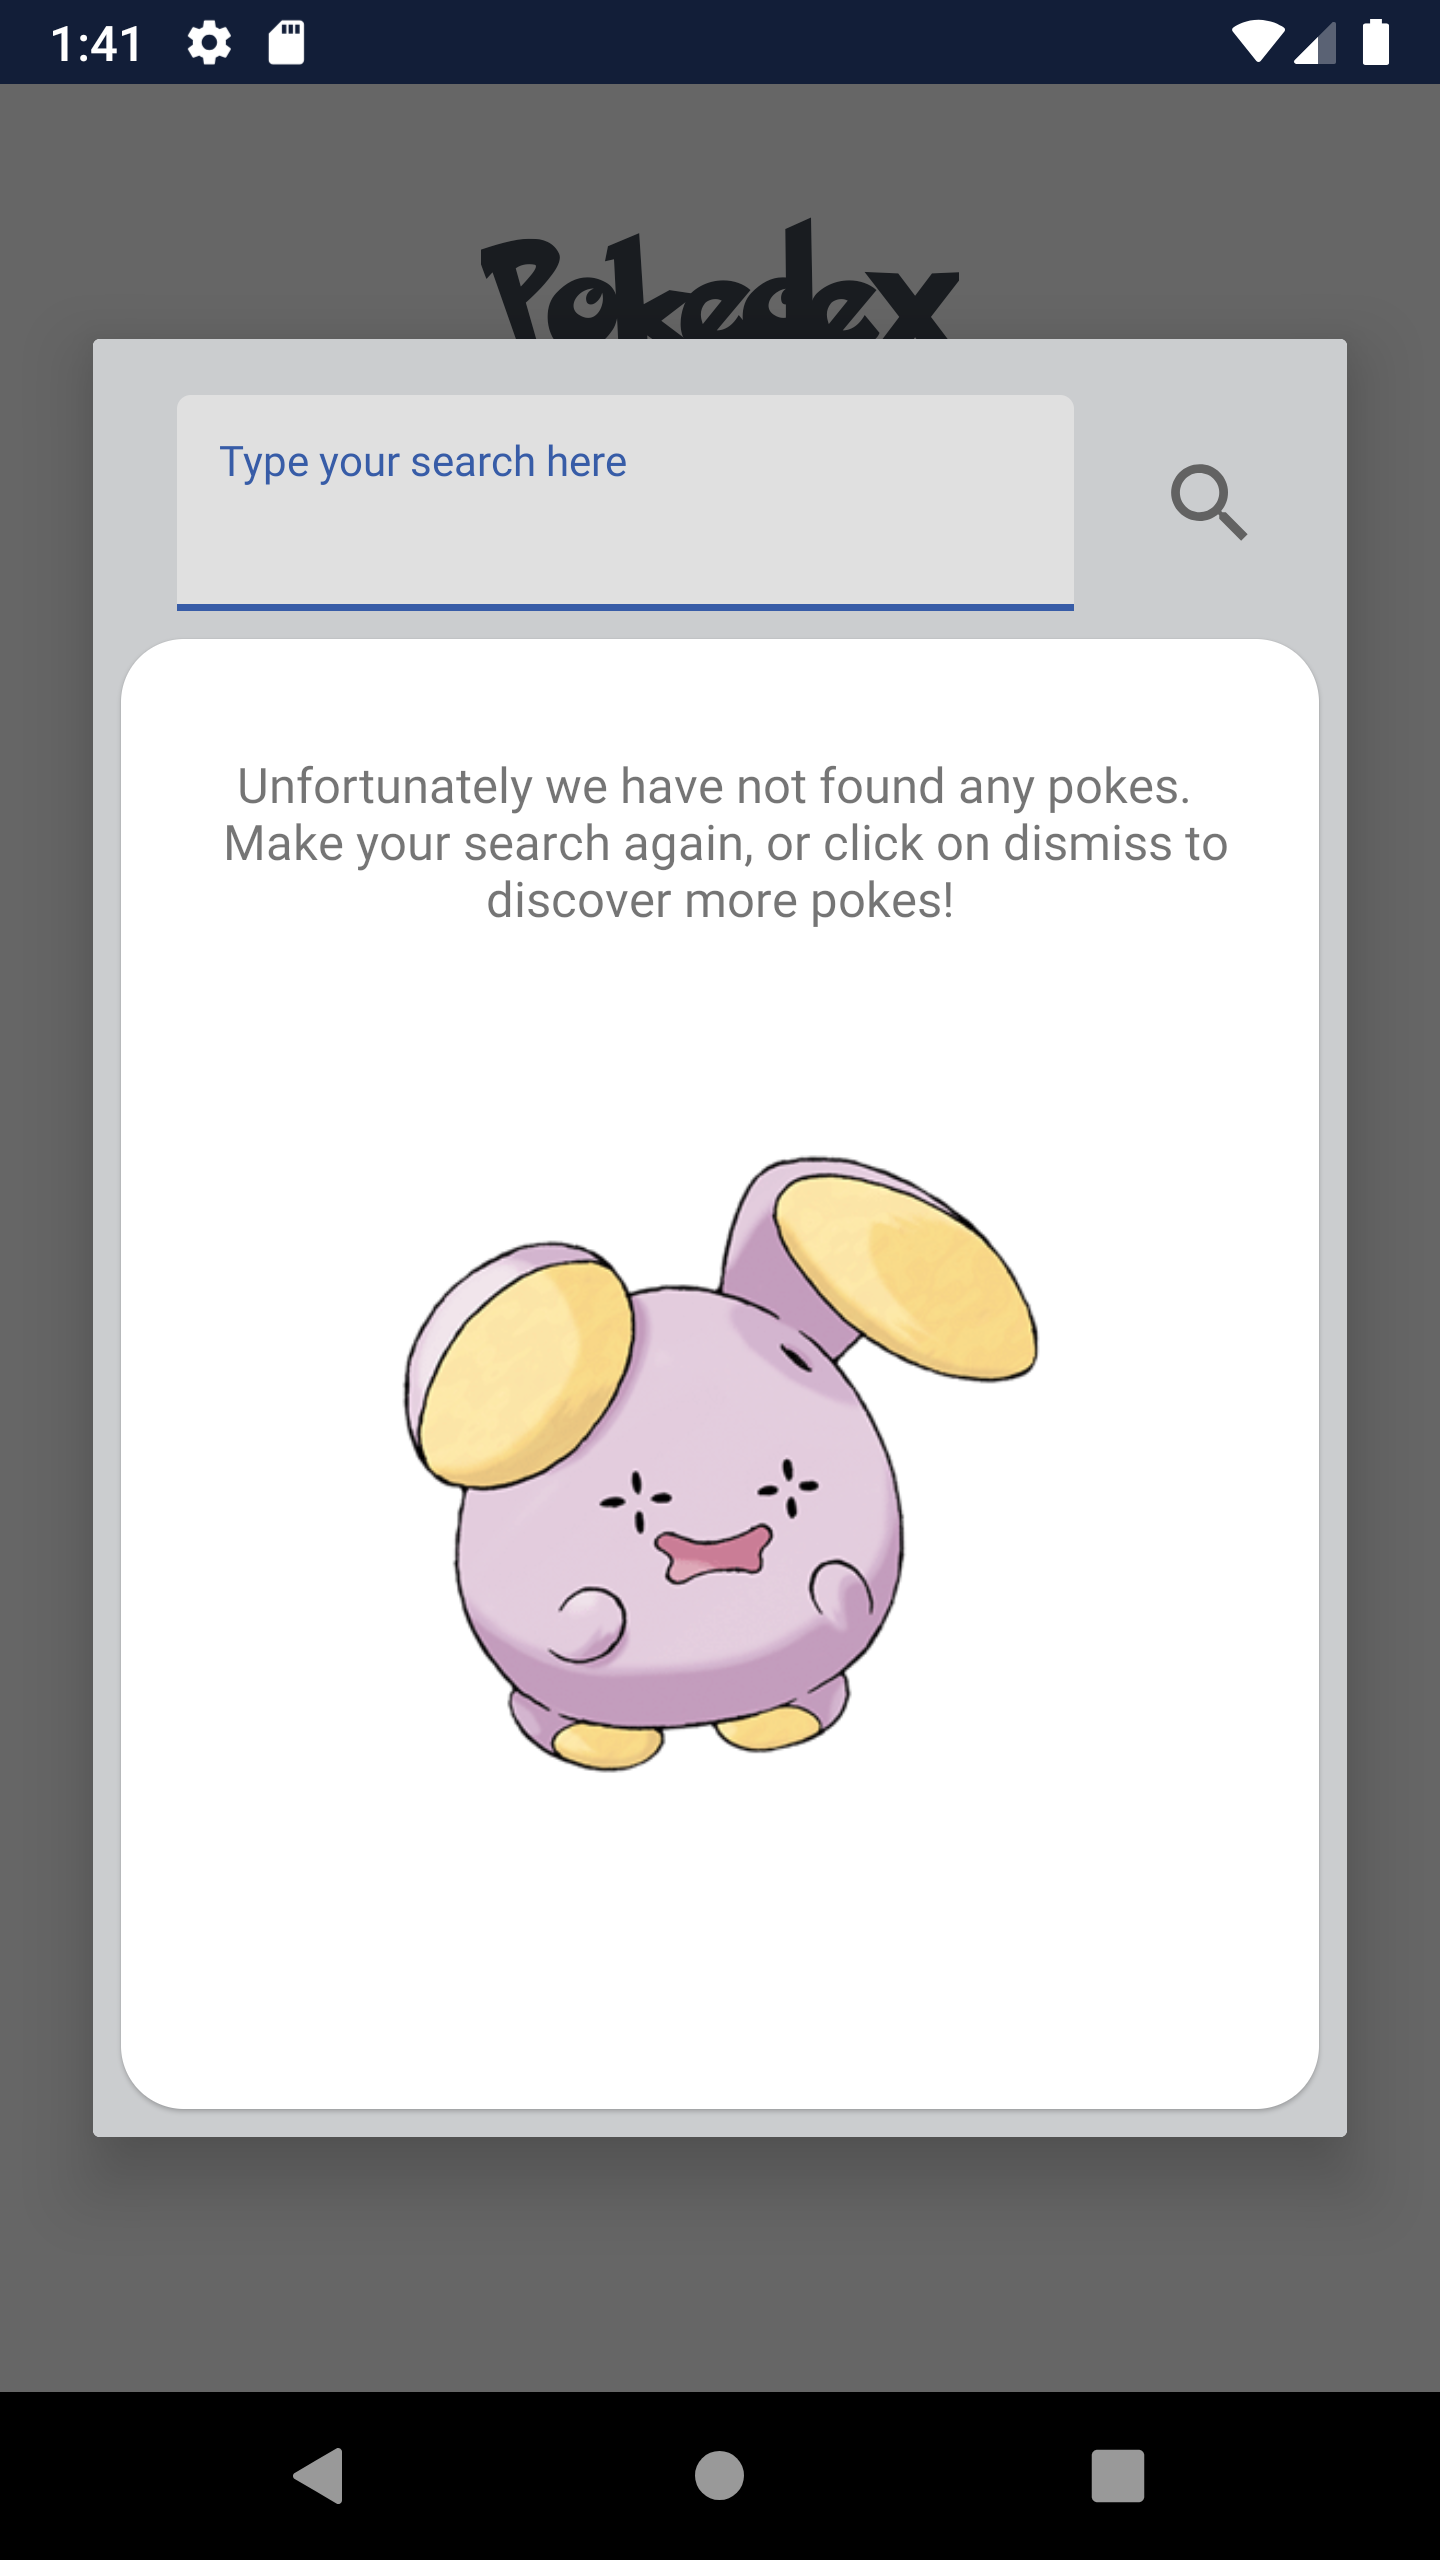 1:41
Pokedex
Type your search here
Unfortunately we have not found any pokes.
Make your search again, or click on dismiss to
discover more pokes!